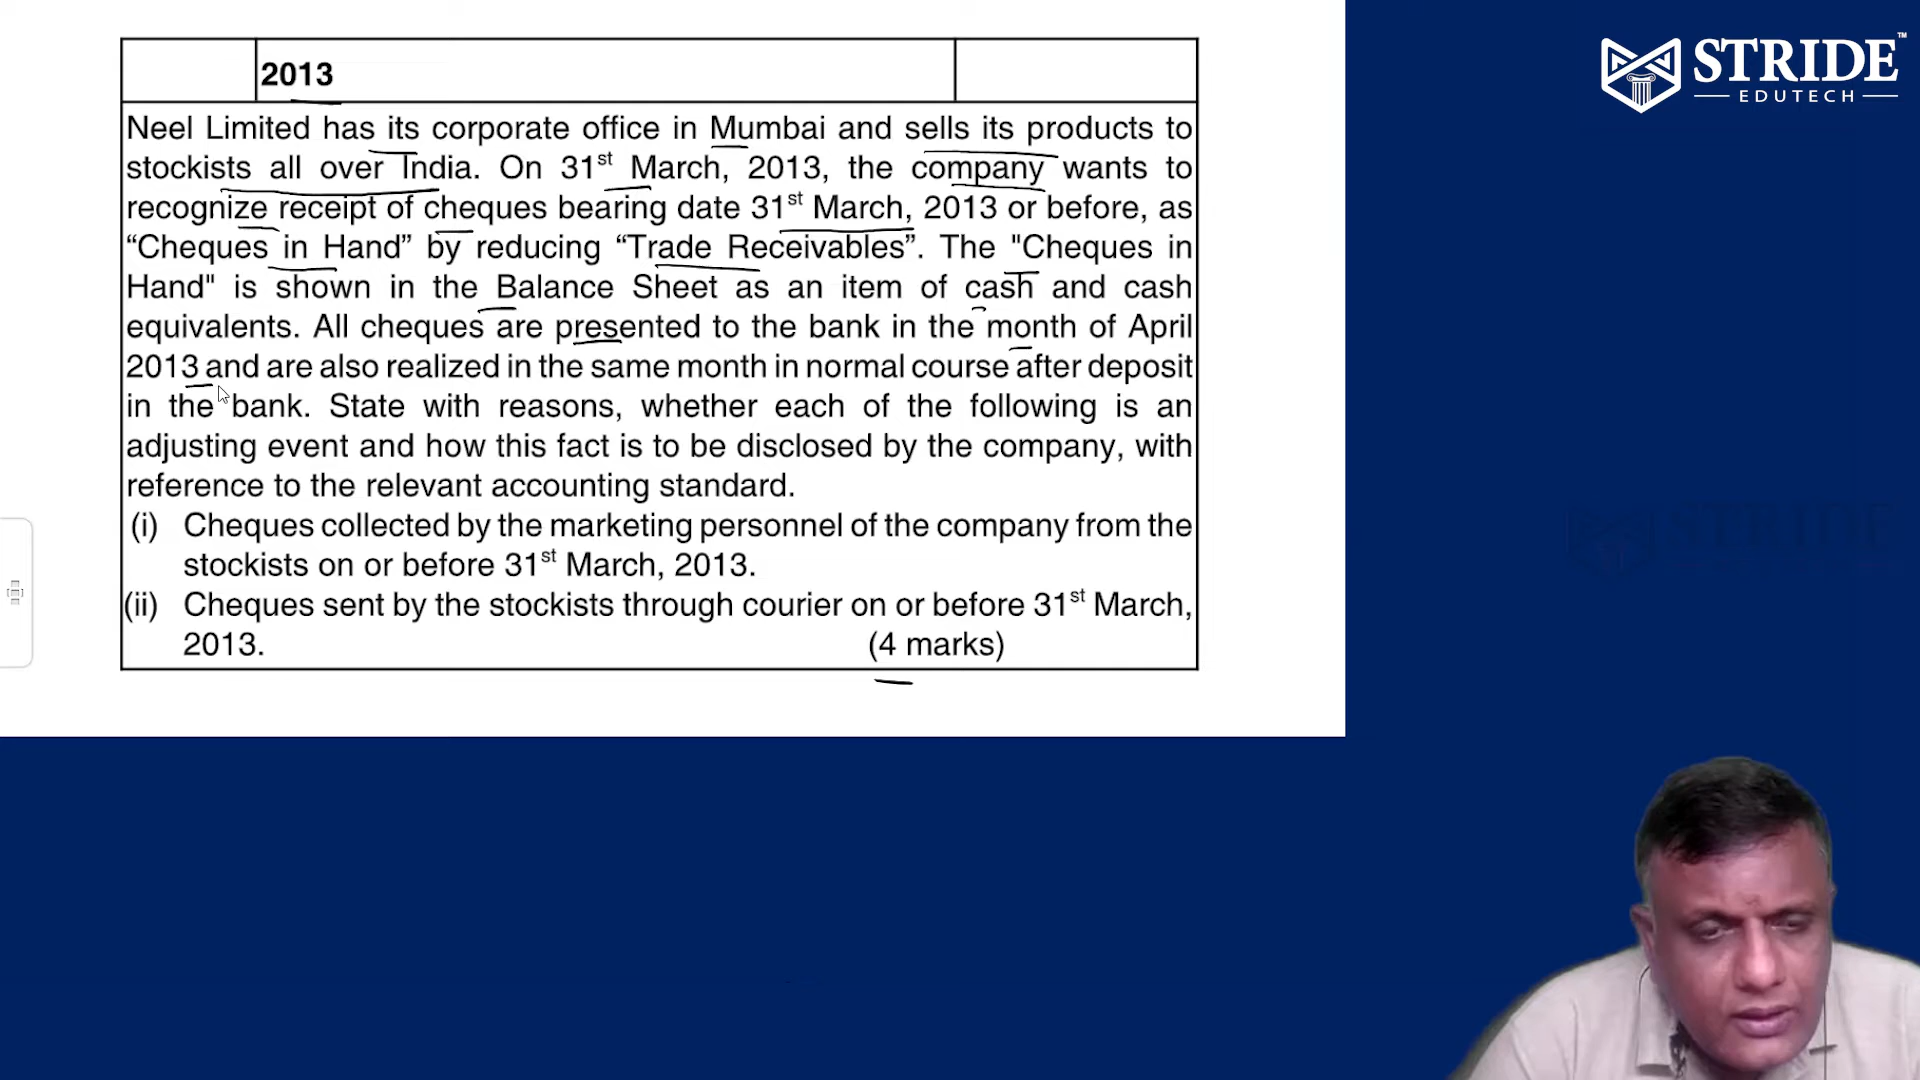 STRIDE™
EDUTECH
2013
Neel Limited has its corporate office in Mumbai and sells its products to
stockists all over India. On 31st March, 2013, the company wants to
recognize receipt of cheques bearing date 31st March, 2013 or before, as
“Cheques in Hand” by reducing “Trade Receivables”. The "Cheques in
Hand" is shown in the Balance Sheet as an item of cash and cash
equivalents. All cheques are presented to the bank in the month of April
2013 and are also realized in the same month in normal course after deposit
in the bank. State with reasons, whether each of the following is an
adjusting event and how this fact is to be disclosed by the company, with
reference to the relevant accounting standard.
(i) Cheques collected by the marketing personnel of the company from the
stockists on or before 31st March, 2013.
(ii) Cheques sent by the stockists through courier on or before 31st March,
2013. (4 marks)
STRIDE